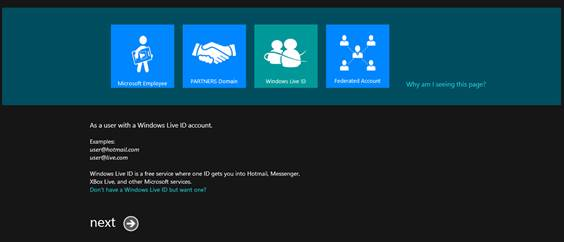 Microsoft Employee
PARTNERS Domain
Windows Live ID
Federated Account
Why am I seeing this page?
As a user with a Windows Live ID account.
Examples:
user@hotmail.com
user@live.com
Windows Live ID is a free service where one ID gets you into Hotmail, Messenger,
XBox Live, and other Microsoft services.
Don't have a Windows Live ID but want one?
next